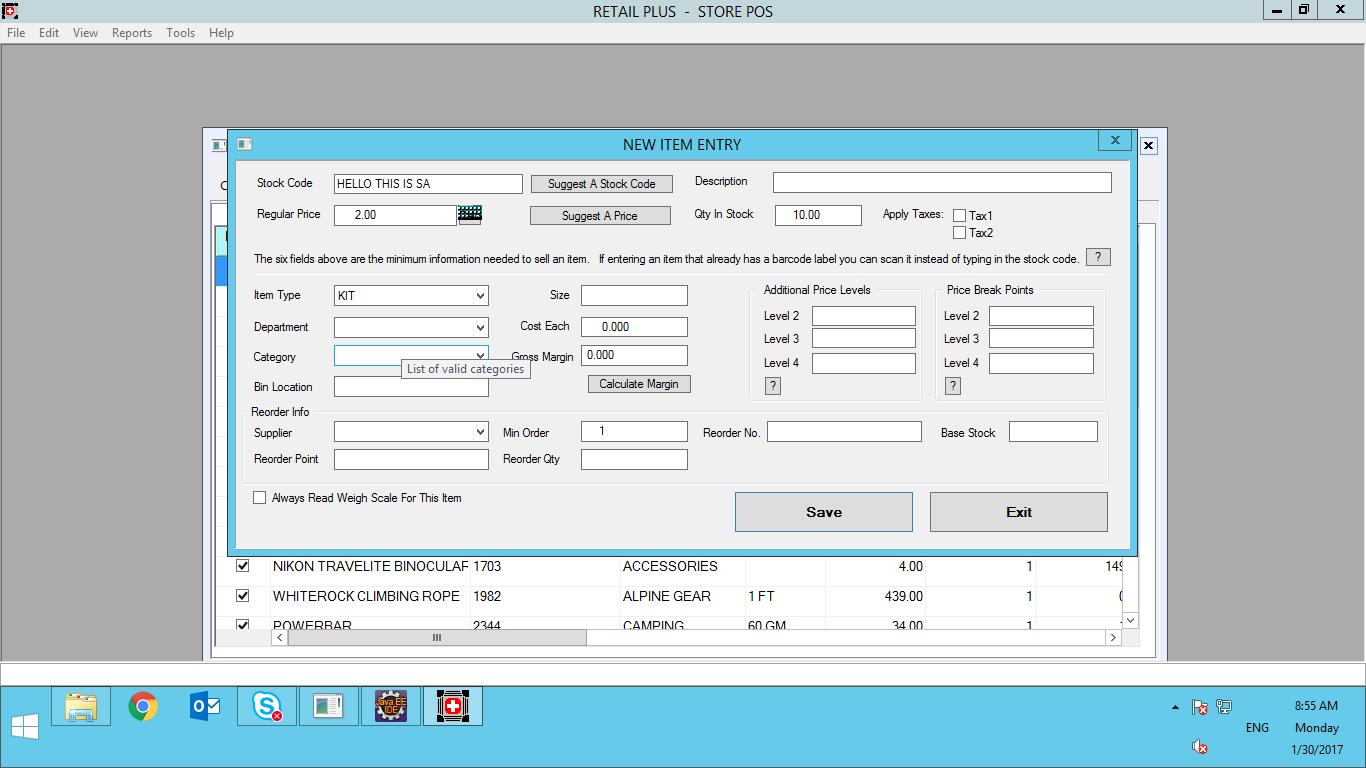 RETAIL PLUS - STORE POS
File Edit View Reports Tools Help
NEW ITEM ENTRY
Stock Code HELLO THIS IS SA Suggest A Stock Code Description
Regular Price 2.00 Suggest A Price Qty In Stock 10.00 Apply Taxes: Tax1
Tax2
The six fields above are the minimum information needed to sell an item. If entering an item that already has a barcode label you can scan it instead of typing in the stock code. ?
Item Type KIT Size Additional Price Levels Price Break Points
Level 2 Level 2
Department Cost Each 0.000
Level 3 Level 3
Category Gross Margin 0.000
Level 4 Level 4
List of valid categories
Bin Location Calculate Margin ? ?
Reorder Info
Supplier Min Order 1 Reorder No. Base Stock
Reorder Point Reorder Qty
Always Read Weigh Scale For This Item
Save Exit
NIKON TRAVELITE BINOCULAR 1703 ACCESSORIES 4.00 1 149
WHITEROCK CLIMBING ROPE 1982 ALPINE GEAR 1 FT 439.00 1
POWERBAR 2344 CAMPING 60 GM 34.00 1
Java EE
IDE
8:55 AM
ENG Monday
1/30/2017